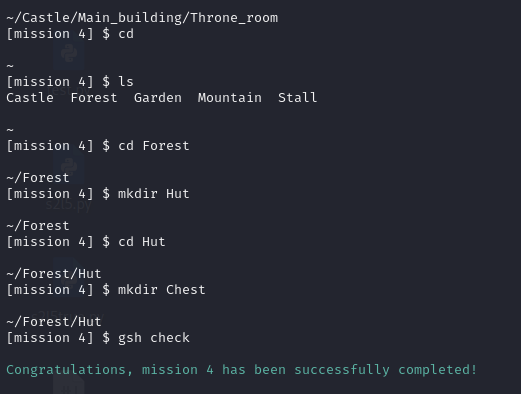 ~/Castle/Main_building/Throne_room
[mission 4] $ cd
~
[mission 4] $ ls
Castle  Forest  Garden  Mountain  Stall
~
[mission 4] $ cd Forest
~/Forest
[mission 4] $ mkdir Hut
~/Forest
[mission 4] $ cd Hut
~/Forest/Hut
[mission 4] $ mkdir Chest
~/Forest/Hut
[mission 4] $ gsh check
Congratulations, mission 4 has been successfully completed!